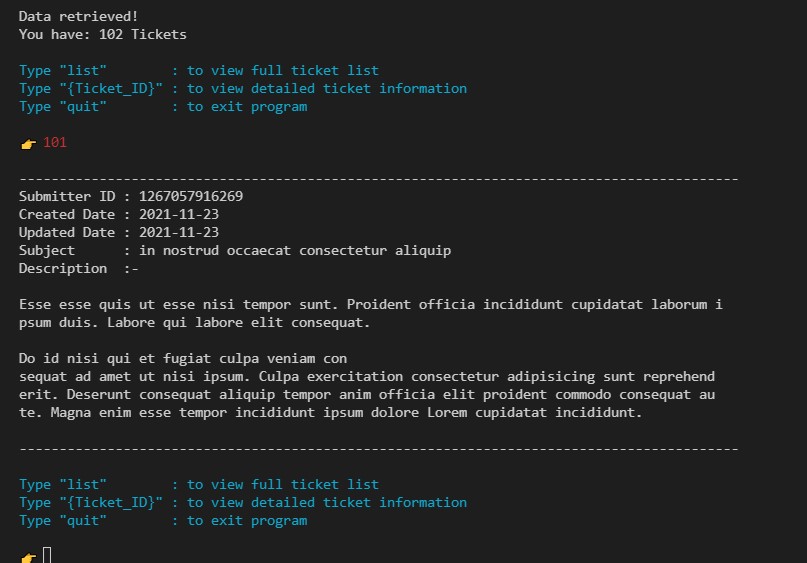 Data retrieved!
You have: 102 Tickets
Type "list"        : to view full ticket list
Type "{Ticket_ID}" : to view detailed ticket information
Type "quit"        : to exit program
👉 101
------------------------------------------------------------------------------------------
Submitter ID : 1267057916269
Created Date : 2021-11-23
Updated Date : 2021-11-23
Subject      : in nostrud occaecat consectetur aliquip
Description  :-
Esse esse quis ut esse nisi tempor sunt. Proident officia incididunt cupidatat laborum i
psum duis. Labore qui labore elit consequat.
Do id nisi qui et fugiat culpa veniam con
sequat ad amet ut nisi ipsum. Culpa exercitation consectetur adipisicing sunt reprehend
erit. Deserunt consequat aliquip tempor anim officia elit proident commodo consequat au
te. Magna enim esse tempor incididunt ipsum dolore Lorem cupidatat incididunt.
------------------------------------------------------------------------------------------
Type "list"        : to view full ticket list
Type "{Ticket_ID}" : to view detailed ticket information
Type "quit"        : to exit program
👉